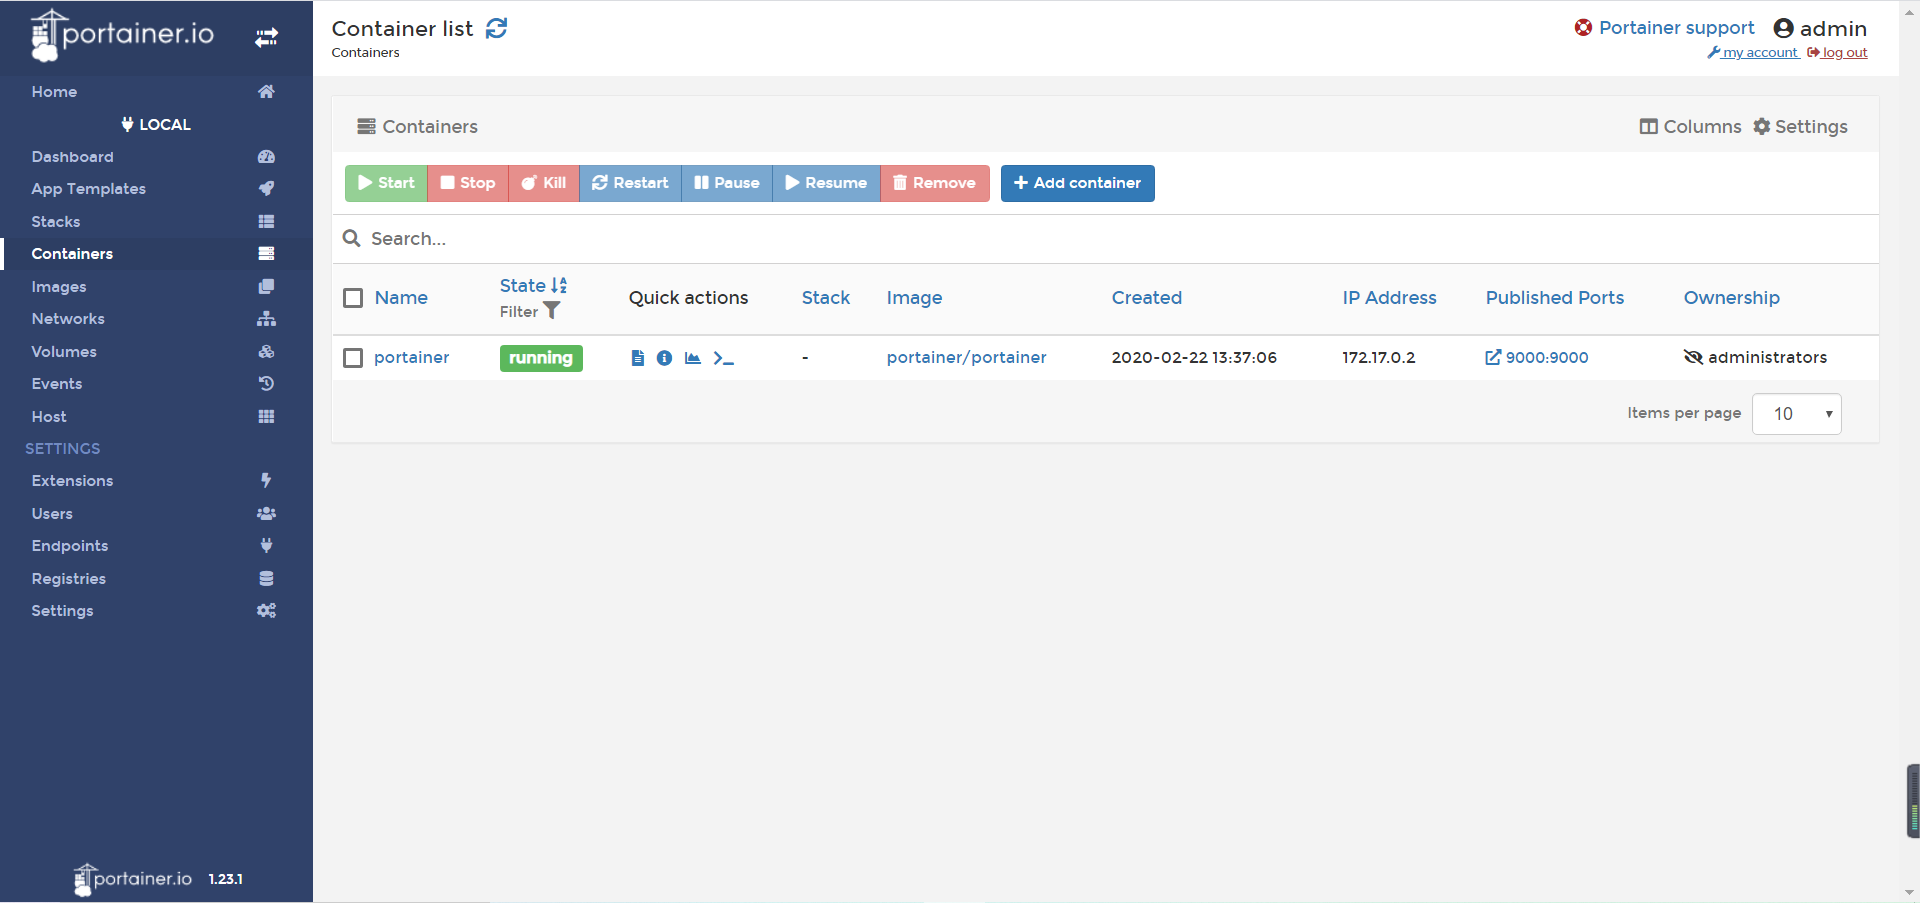 portainer.io
Home
LOCAL
Dashboard
App Templates
Stacks
Containers
Images
Networks
Volumes
Events
Host
SETTINGS
Extensions
Users
Endpoints
Registries
Settings
portainer.io 1.23.1
Container list
Containers
Portainer support admin
my account log out
Containers
Columns Settings
Start Stop Kill Restart Pause Resume Remove Add container
Search...
Name State Filter Quick actions Stack Image Created IP Address Published Ports Ownership
portainer running - portainer/portainer 2020-02-22 13:37:06 172.17.0.2 9000:9000 administrators
Items per page 10